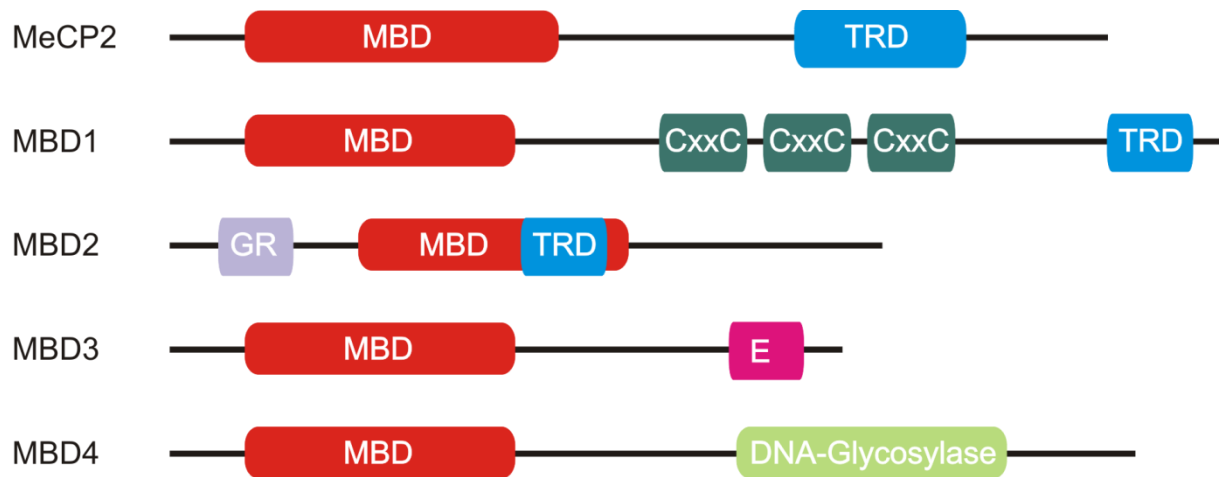 MeCP2 MBD TRD
MBD1 MBD CxxC CxxC CxxC TRD
MBD2 GR MBD TRD
MBD3 MBD E
MBD4 MBD DNA-Glycosylase